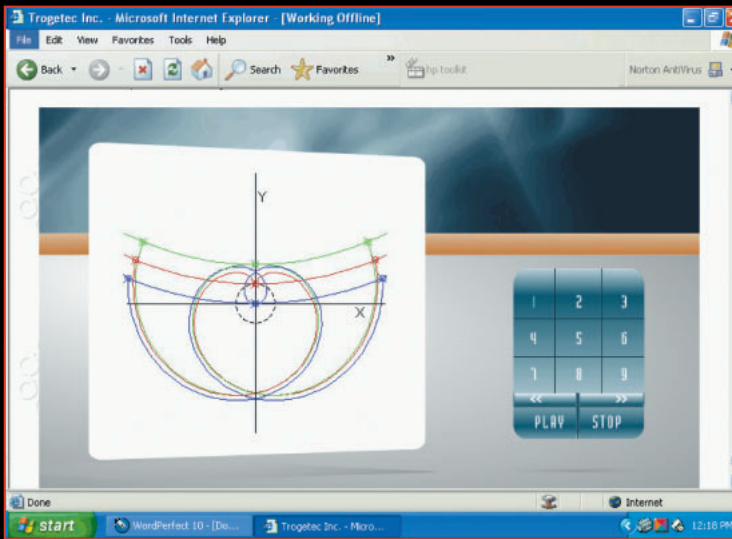 Trogetec Inc. - Microsoft Internet Explorer - [Working Offline]
File Edit View Favorites Tools Help
Back Search Favorites » hp toolkit Norton AntiVirus
Y
X
1 2 3
4 5 6
7 8 9
<< >>
PLAY STOP
Done Internet
start WordPerfect 10 - [Do... Trogetec Inc. - Micro... 12:18 PM